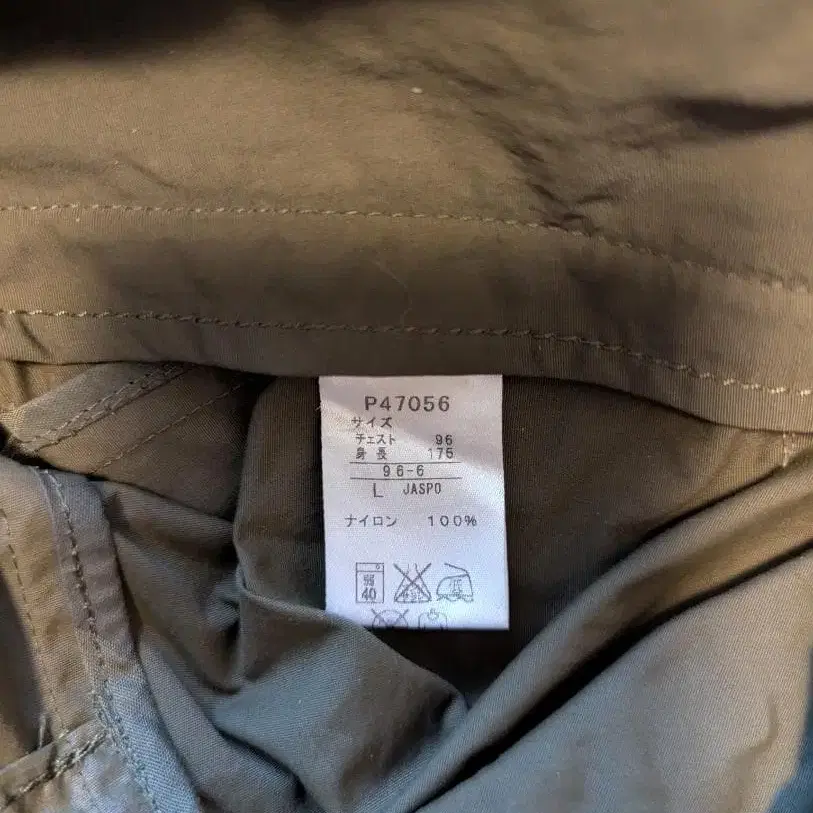 P47056
サイズ
チェスト 96
身長 175
96-6
L JASPO
ナイロン 100%
弱
40